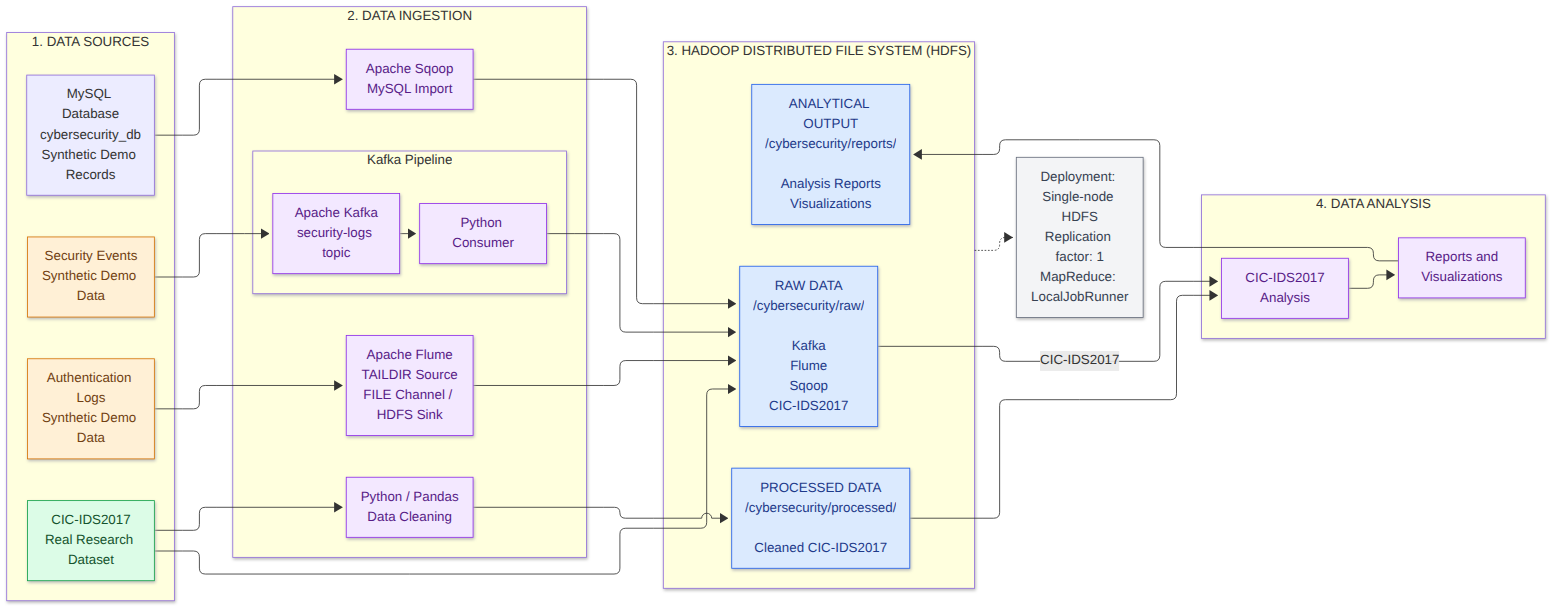 1. DATA SOURCES
MySQL
Database
cybersecurity_db
Synthetic Demo
Records
Security Events
Synthetic Demo
Data
Authentication
Logs
Synthetic Demo
Data
CIC-IDS2017
Real Research
Dataset
2. DATA INGESTION
Apache Sqoop
MySQL Import
Kafka Pipeline
Apache Kafka
security-logs
topic
Python
Consumer
Apache Flume
TAILDIR Source
FILE Channel /
HDFS Sink
Python / Pandas
Data Cleaning
3. HADOOP DISTRIBUTED FILE SYSTEM (HDFS)
ANALYTICAL
OUTPUT
/cybersecurity/reports/
Analysis Reports
Visualizations
RAW DATA
/cybersecurity/raw/
Kafka
Flume
Sqoop
CIC-IDS2017
PROCESSED DATA
/cybersecurity/processed/
Cleaned CIC-IDS2017
Deployment:
Single-node
HDFS
Replication
factor: 1
MapReduce:
LocalJobRunner
CIC-IDS2017
4. DATA ANALYSIS
CIC-IDS2017
Analysis
Reports and
Visualizations